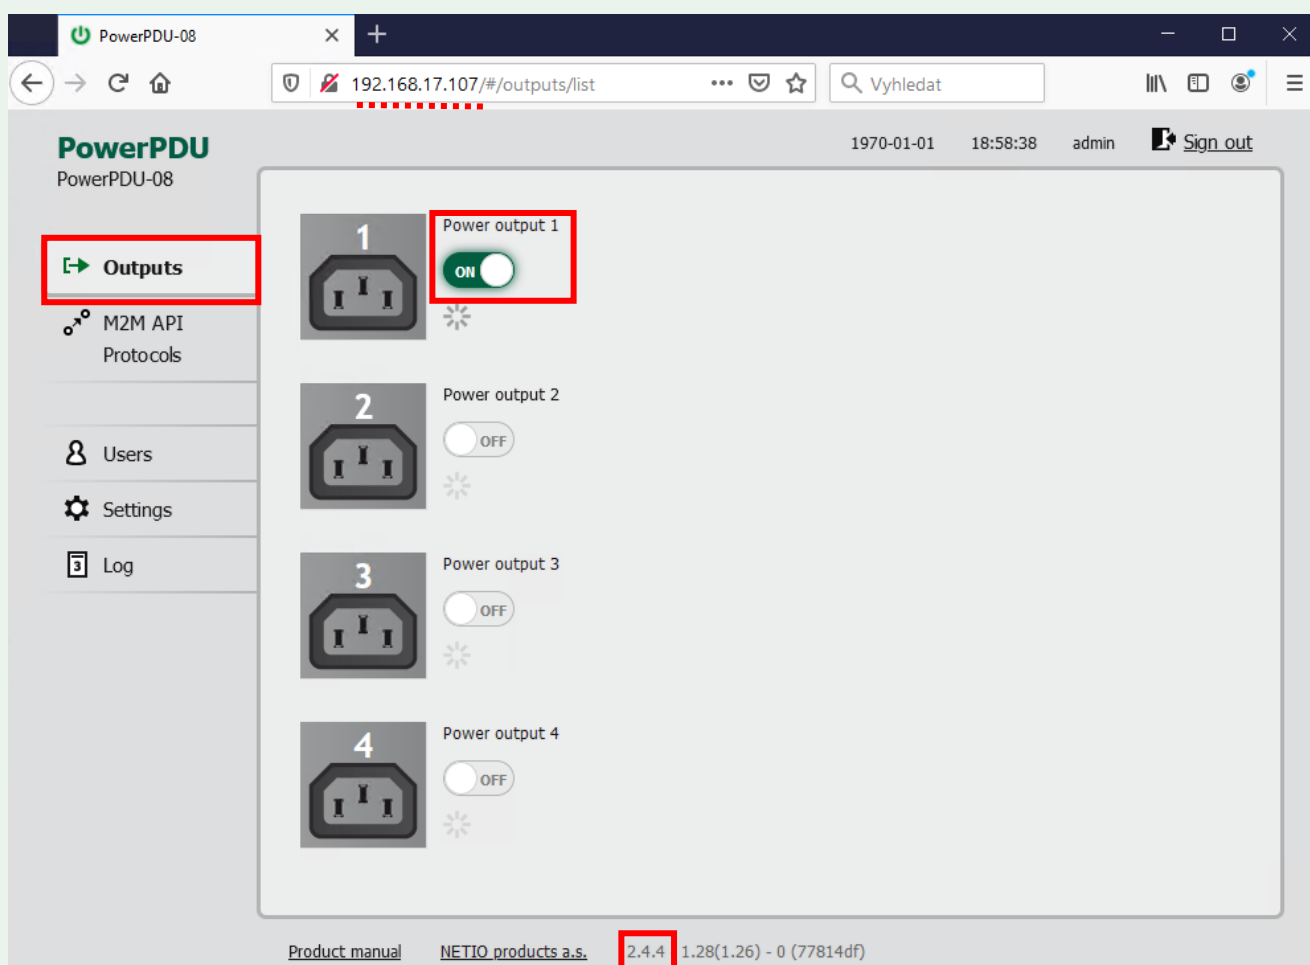 PowerPDU-08
192.168.17.107/#/outputs/list
Vyhledat
PowerPDU
PowerPDU-08
1970-01-01 18:58:38 admin Sign out
Outputs
M2M API
Protocols
Users
Settings
3
Log
1
Power output 1
ON
2
Power output 2
OFF
3
Power output 3
OFF
4
Power output 4
OFF
Product manual NETIO products a.s. 2.4.4 1.28(1.26) - 0 (77814df)